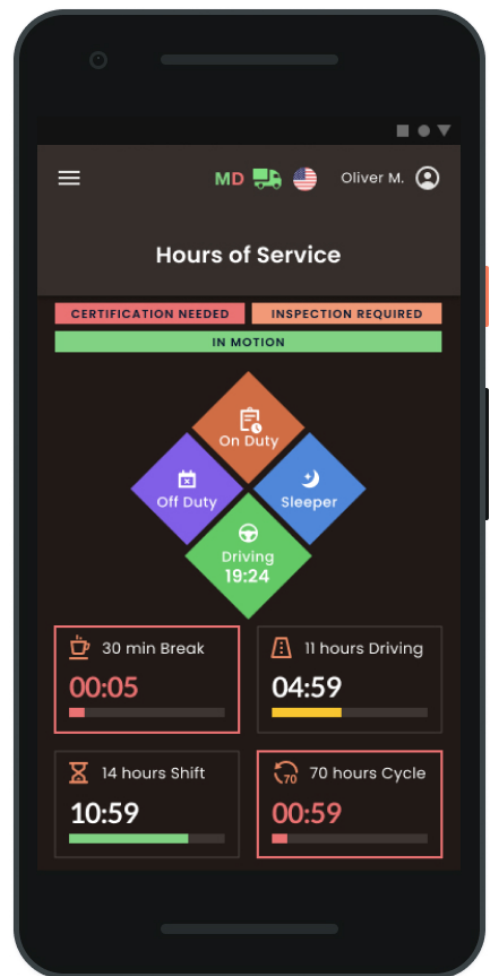 MD Oliver M.
Hours of Service
CERTIFICATION NEEDED INSPECTION REQUIRED
IN MOTION
On Duty
Off Duty Sleeper
Driving
19:24
30 min Break 11 hours Driving
00:05 04:59
14 hours Shift 70 70 hours Cycle
10:59 00:59